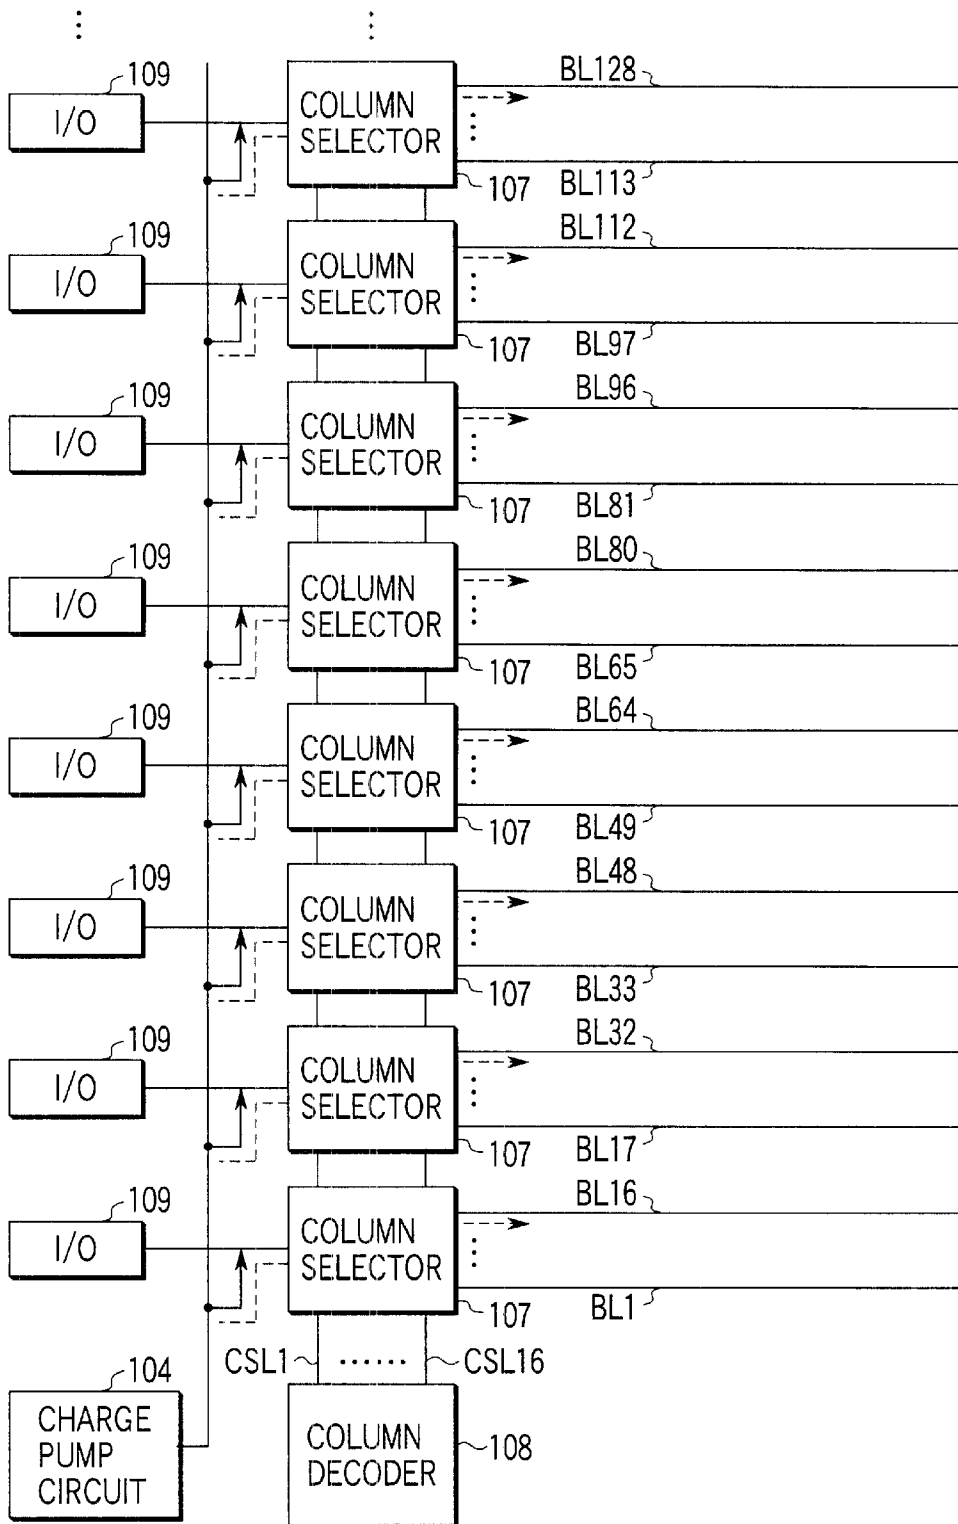 109
I/O
COLUMN
SELECTOR
107
BL128
BL113
109
I/O
COLUMN
SELECTOR
107
BL112
BL97
109
I/O
COLUMN
SELECTOR
107
BL96
BL81
109
I/O
COLUMN
SELECTOR
107
BL80
BL65
109
I/O
COLUMN
SELECTOR
107
BL64
BL49
109
I/O
COLUMN
SELECTOR
107
BL48
BL33
109
I/O
COLUMN
SELECTOR
107
BL32
BL17
109
I/O
COLUMN
SELECTOR
107
BL16
BL1
CSL1 ...... CSL16
104
CHARGE
PUMP
CIRCUIT
COLUMN
DECODER
108